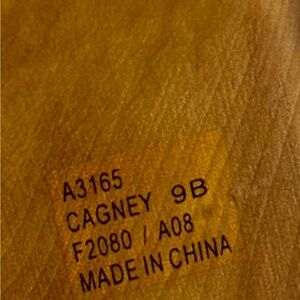 A3165
CAGNEY 9B
F2080 / A08
MADE IN CHINA